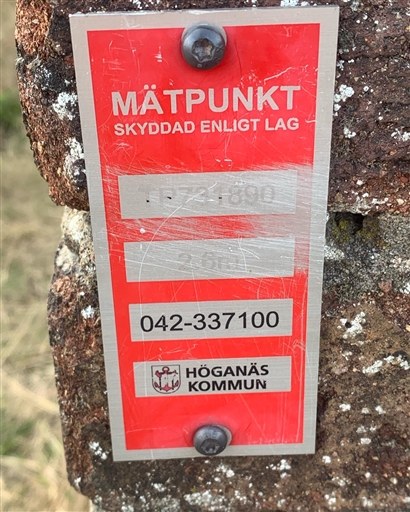 MÄTPUNKT
SKYDDAD ENLIGT LAG
042-337100
HÖGANÄS
KOMMUN